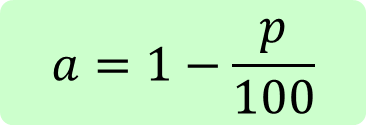 a = 1 − p/100